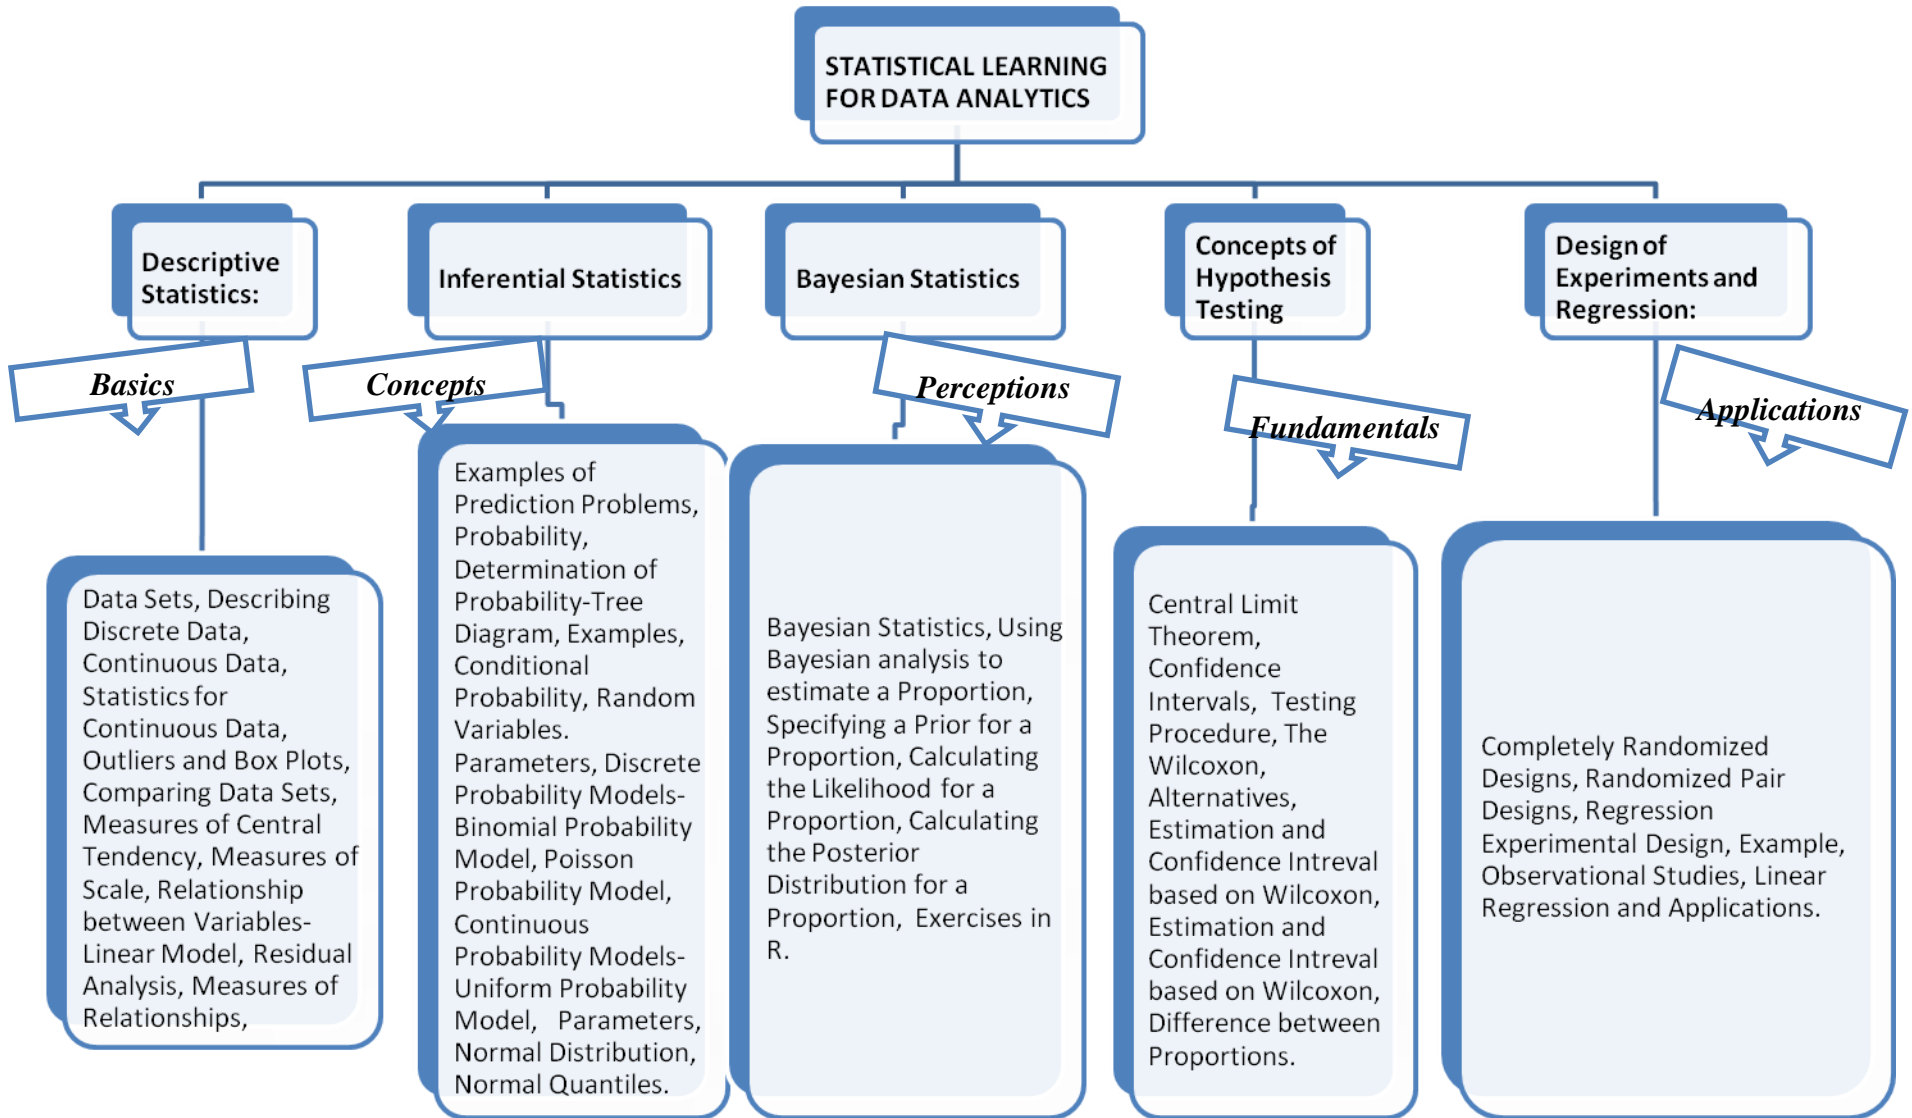 STATISTICAL LEARNING
FOR DATA ANALYTICS
Descriptive
Statistics:
Inferential Statistics
Bayesian Statistics
Concepts of
Hypothesis
Testing
Design of
Experiments and
Regression:
Basics
Concepts
Perceptions
Fundamentals
Applications
Data Sets, Describing
Discrete Data,
Continuous Data,
Statistics for
Continuous Data,
Outliers and Box Plots,
Comparing Data Sets,
Measures of Central
Tendency, Measures of
Scale, Relationship
between Variables-
Linear Model, Residual
Analysis, Measures of
Relationships,
Examples of
Prediction Problems,
Probability,
Determination of
Probability-Tree
Diagram, Examples,
Conditional
Probability, Random
Variables.
Parameters, Discrete
Probability Models-
Binomial Probability
Model, Poisson
Probability Model,
Continuous
Probability Models-
Uniform Probability
Model, Parameters,
Normal Distribution,
Normal Quantiles.
Bayesian Statistics, Using
Bayesian analysis to
estimate a Proportion,
Specifying a Prior for a
Proportion, Calculating
the Likelihood for a
Proportion, Calculating
the Posterior
Distribution for a
Proportion, Exercises in
R.
Central Limit
Theorem,
Confidence
Intervals, Testing
Procedure, The
Wilcoxon,
Alternatives,
Estimation and
Confidence Intreval
based on Wilcoxon,
Estimation and
Confidence Intreval
based on Wilcoxon,
Difference between
Proportions.
Completely Randomized
Designs, Randomized Pair
Designs, Regression
Experimental Design, Example,
Observational Studies, Linear
Regression and Applications.